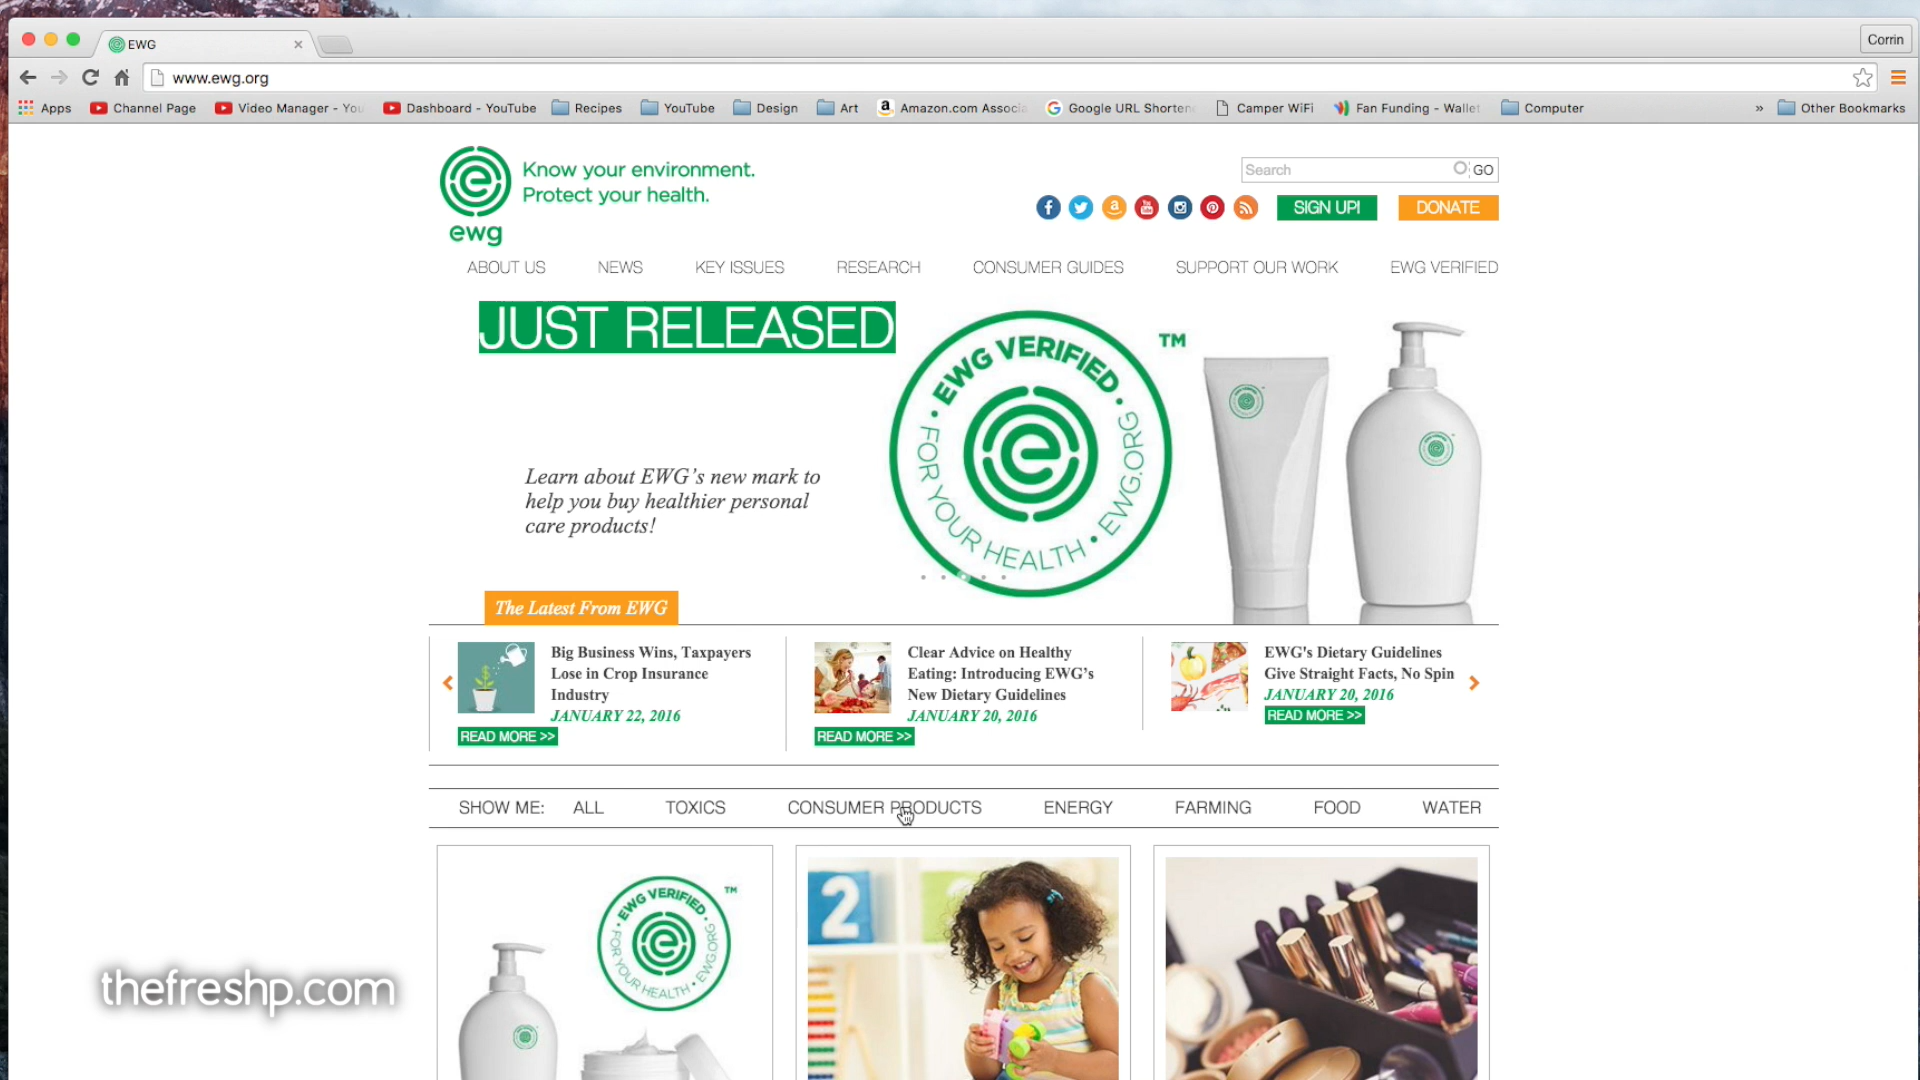 EWG
Corrin
www.ewg.org
Apps
Channel Page
Video Manager - You
Dashboard - YouTube
Recipes
YouTube
Design
Art
Amazon.com Associa
Google URL Shorten
Camper WiFi
Fan Funding - Wallet
Computer
»
Other Bookmarks
ewg
Know your environment.
Protect your health.
Search
GO
SIGN UP!
DONATE
ABOUT US
NEWS
KEY ISSUES
RESEARCH
CONSUMER GUIDES
SUPPORT OUR WORK
EWG VERIFIED
JUST RELEASED
EWG VERIFIED • FOR YOUR HEALTH • EWG.ORG •
TM
Learn about EWG's new mark to
help you buy healthier personal
care products!
The Latest From EWG
Big Business Wins, Taxpayers
Lose in Crop Insurance
Industry
JANUARY 22, 2016
READ MORE >>
Clear Advice on Healthy
Eating: Introducing EWG's
New Dietary Guidelines
JANUARY 20, 2016
READ MORE >>
EWG's Dietary Guidelines
Give Straight Facts, No Spin
JANUARY 20, 2016
READ MORE >>
SHOW ME:
ALL
TOXICS
CONSUMER PRODUCTS
ENERGY
FARMING
FOOD
WATER
EWG VERIFIED • FOR YOUR HEALTH • EWG.ORG •
TM
2
thefreshp.com